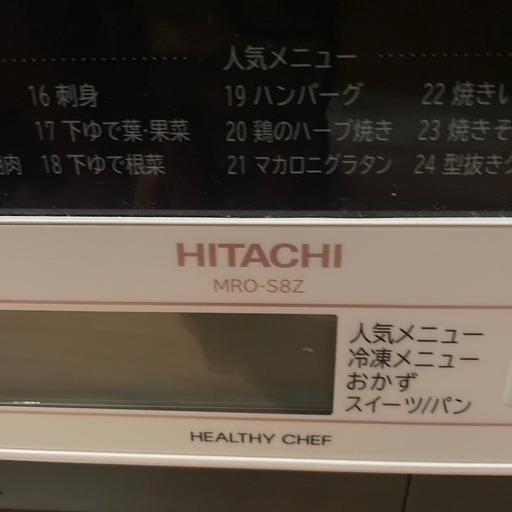 人気メニュー
16 刺身 19 ハンバーグ 22 焼きい
17 下ゆで葉・果菜 20 鶏のハーブ焼き 23 焼きそ
焼肉 18 下ゆで根菜 21 マカロニグラタン 24 型抜きク
HITACHI
MRO-S8Z
人気メニュー
冷凍メニュー
おかず
スイーツ/パン
HEALTHY CHEF